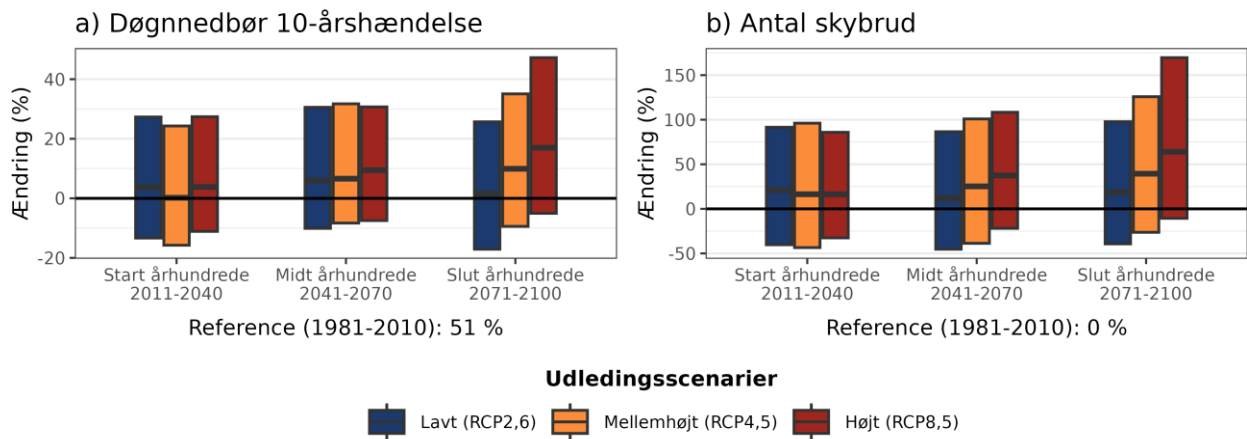 a) Døgnnedbør 10-årshændelse
Ændring (%)
40
20
0
-20
Start århundrede
2011-2040
Midt århundrede
2041-2070
Slut århundrede
2071-2100
Reference (1981-2010): 51 %
b) Antal skybrud
Ændring (%)
150
100
50
0
-50
Start århundrede
2011-2040
Midt århundrede
2041-2070
Slut århundrede
2071-2100
Reference (1981-2010): 0 %
Udledingsscenarier
Lavt (RCP2,6)
Mellemhøjt (RCP4,5)
Højt (RCP8,5)